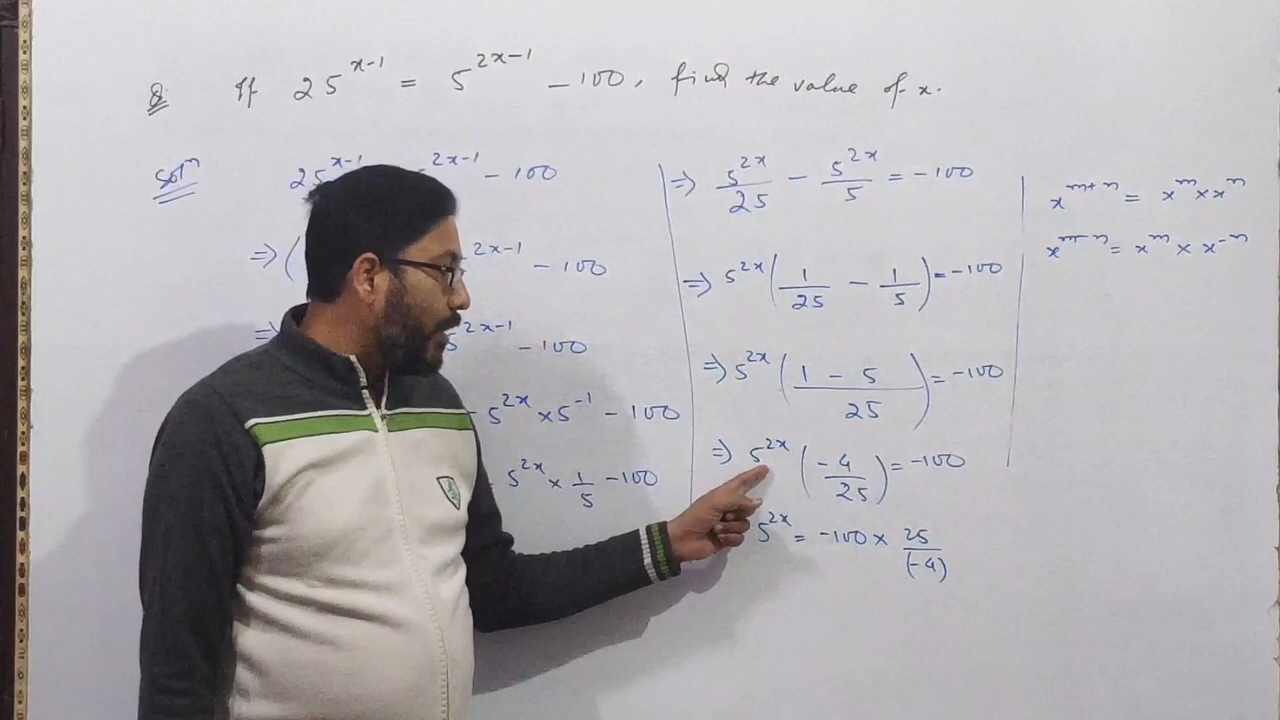 Q. If 25^{x-1} = 5^{2x-1} - 100, find the value of x.
Solⁿ 25^{x-1} 5^{2x-1} - 100
⇒ ( 2x-1 - 100
⇒ 5^{2x-1} - 100
5^{2x} × 5^{-1} - 100
5^{2x} × 1/5 - 100
⇒ 5^{2x}/25 - 5^{2x}/5 = -100
⇒ 5^{2x} (1/25 - 1/5) = -100
⇒ 5^{2x} ((1 - 5)/25) = -100
⇒ 5^{2x} (-4/25) = -100
5^{2x} = -100 × 25/(-4)
x^{m+n} = x^m × x^n
x^{m-n} = x^m × x^{-n}